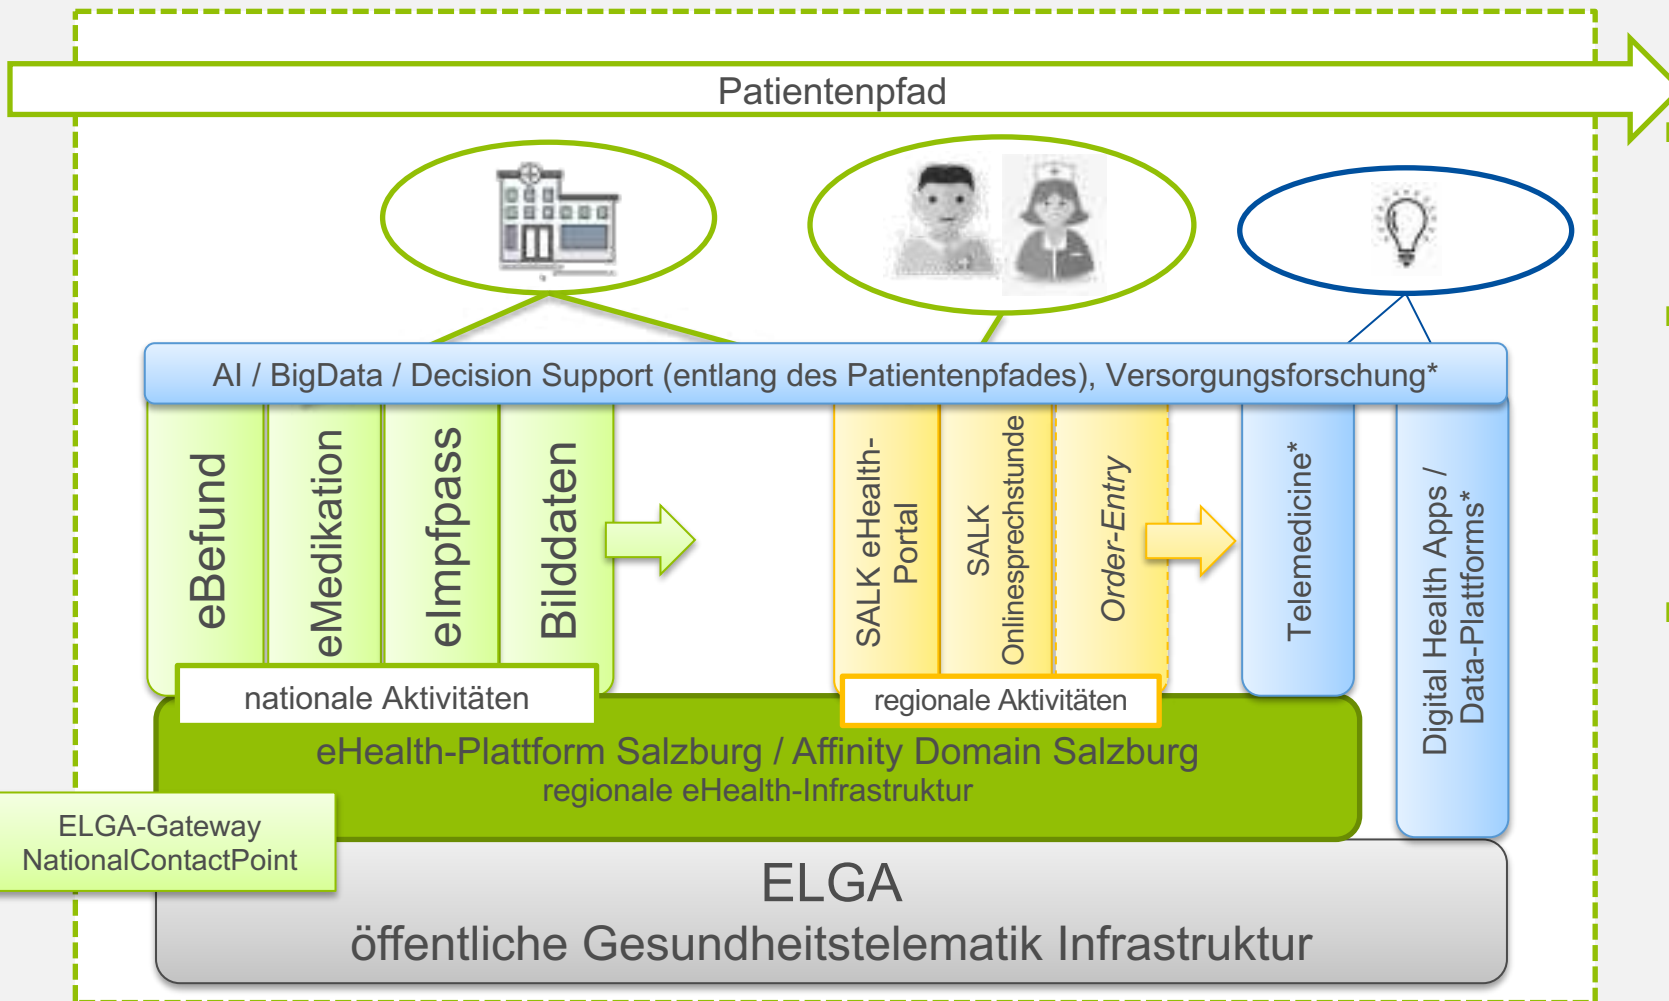 Patientenpfad
AI / BigData / Decision Support (entlang des Patientenpfades), Versorgungsforschung*
eBefund
eMedikation
eImpfpass
Bilddaten
SALK eHealth-
Portal
SALK
Onlinesprechstunde
Order-Entry
Telemedicine*
Digital Health Apps /
Data-Plattforms*
nationale Aktivitäten
regionale Aktivitäten
eHealth-Plattform Salzburg / Affinity Domain Salzburg
regionale eHealth-Infrastruktur
ELGA-Gateway
NationalContactPoint
ELGA
öffentliche Gesundheitstelematik Infrastruktur